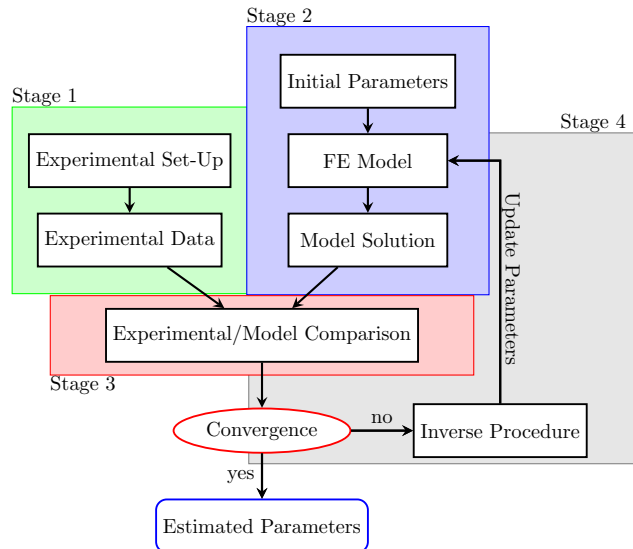 Stage 2
Initial Parameters
Stage 1
Stage 4
Experimental Set-Up
FE Model
Experimental Data
Model Solution
Update Parameters
Experimental/Model Comparison
Stage 3
Convergence
no
Inverse Procedure
yes
Estimated Parameters